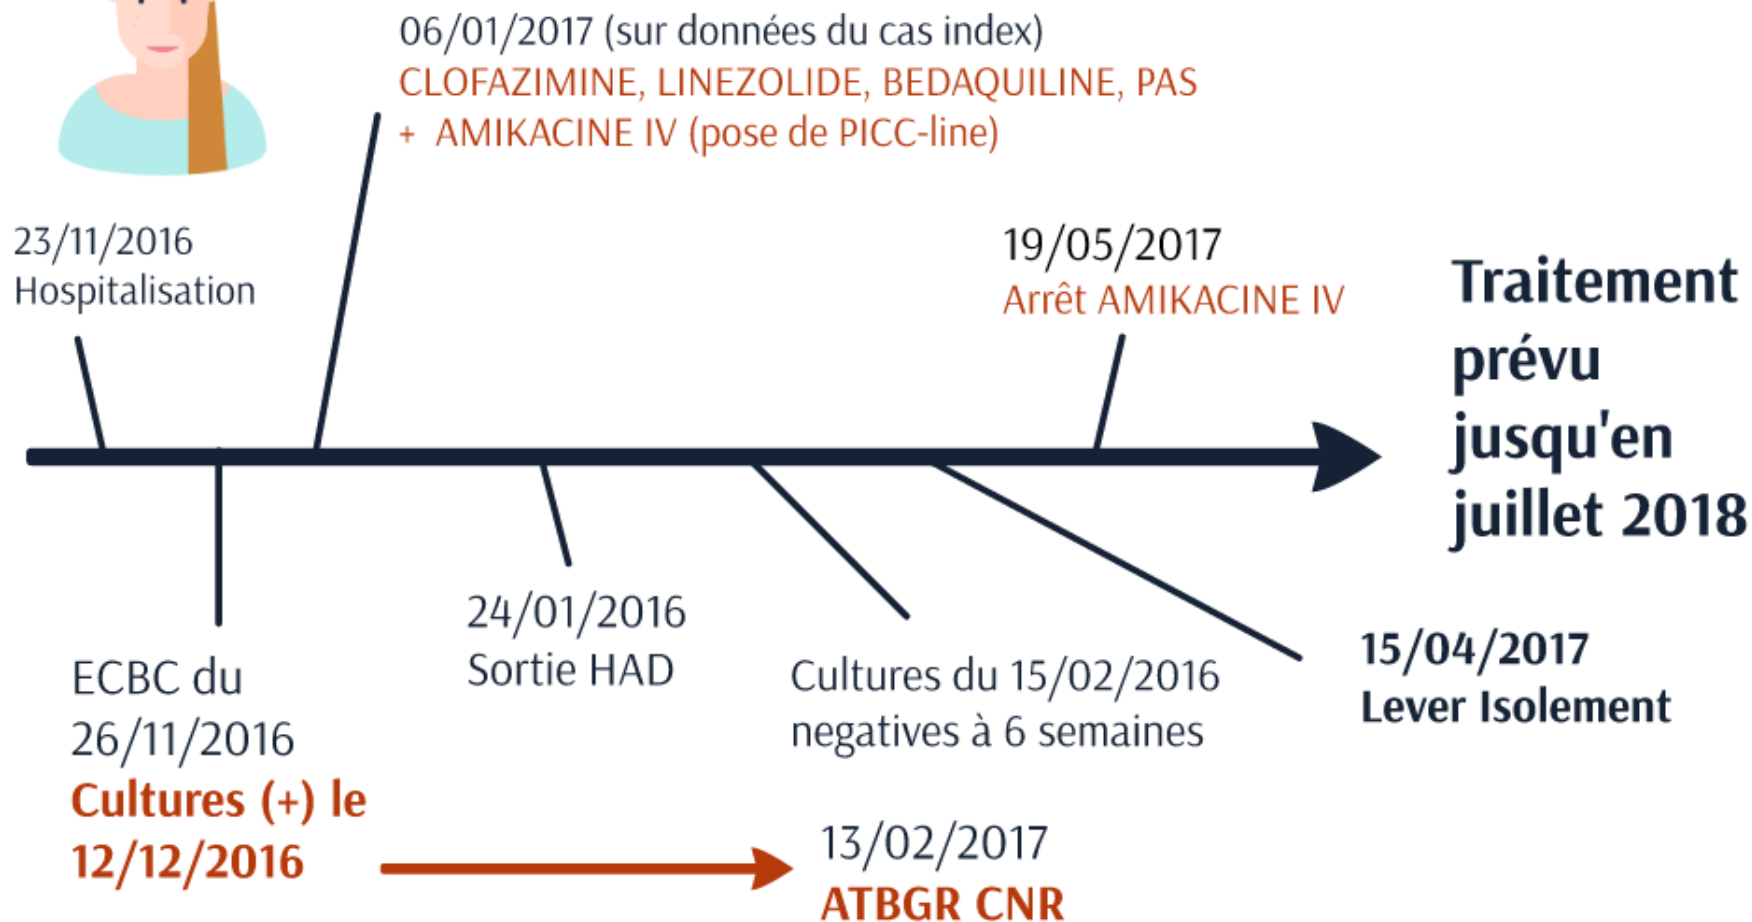 06/01/2017 (sur données du cas index)
CLOFAZIMINE, LINEZOLIDE, BEDAQUILINE, PAS
+ AMIKACINE IV (pose de PICC-line)
23/11/2016
Hospitalisation
19/05/2017
Arrêt AMIKACINE IV
Traitement
prévu
jusqu'en
juillet 2018
24/01/2016
Sortie HAD
ECBC du
26/11/2016
Cultures (+) le
12/12/2016
Cultures du 15/02/2016
negatives à 6 semaines
15/04/2017
Lever Isolement
13/02/2017
ATBGR CNR